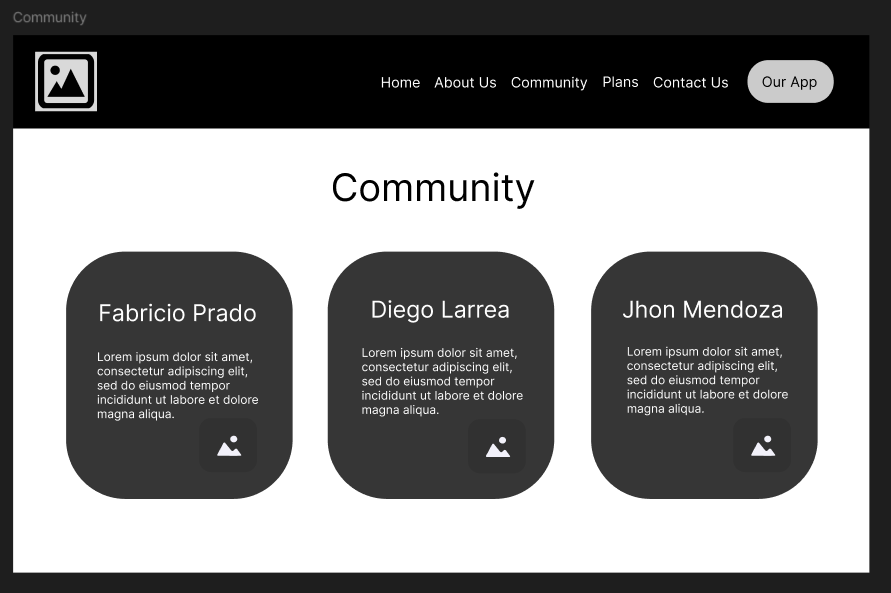 Community
Home About Us Community Plans Contact Us Our App
Community
Fabricio Prado
Lorem ipsum dolor sit amet,
consectetur adipiscing elit,
sed do eiusmod tempor
incididunt ut labore et dolore
magna aliqua.
Diego Larrea
Lorem ipsum dolor sit amet,
consectetur adipiscing elit,
sed do eiusmod tempor
incididunt ut labore et dolore
magna aliqua.
Jhon Mendoza
Lorem ipsum dolor sit amet,
consectetur adipiscing elit,
sed do eiusmod tempor
incididunt ut labore et dolore
magna aliqua.